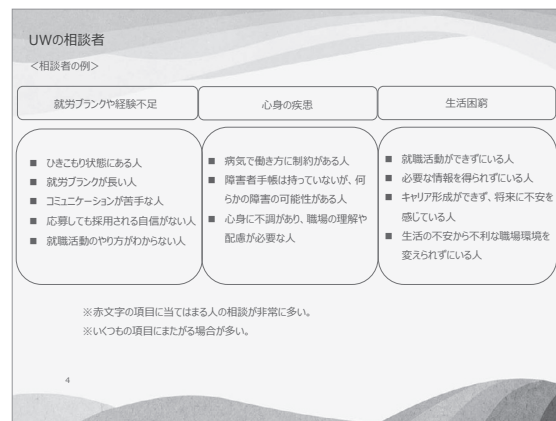 UWの相談者
＜相談者の例＞
就労ブランクや経験不足
■ ひきこもり状態にある人
■ 就労ブランクが長い人
■ コミュニケーションが苦手な人
■ 応募しても採用される自信がない人
■ 就職活動のやり方がわからない人
心身の疾患
■ 病気で働き方に制約がある人
■ 障害者手帳は持っていないが、何
らかの障害の可能性がある人
■ 心身に不調があり、職場の理解や
配慮が必要な人
生活困窮
■ 就職活動ができずにいる人
■ 必要な情報を得られずにいる人
■ キャリア形成ができず、将来に不安を
感じている人
■ 生活の不安から不利な職場環境を
変えられずにいる人
※赤文字の項目に当てはまる人の相談が非常に多い。
※いくつもの項目にまたがる場合が多い。
4